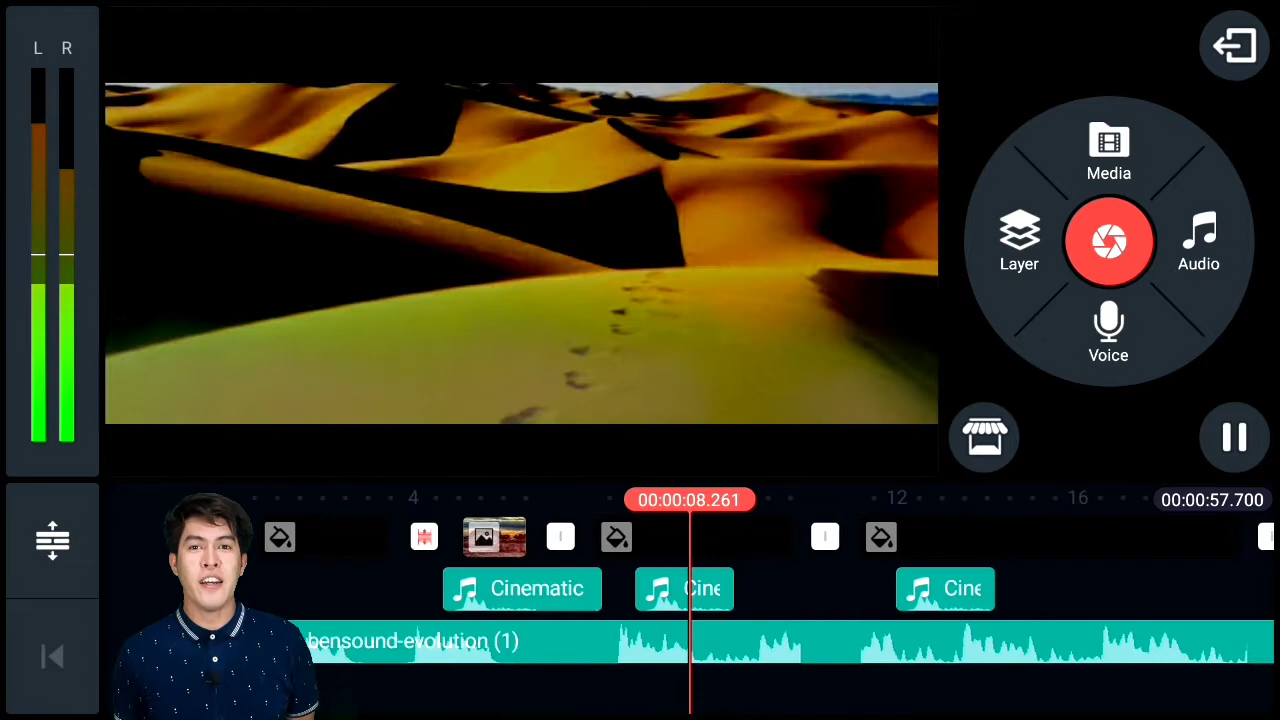 L R
Media
Layer
Audio
Voice
4
00:00:08.261
12
16
00:00:57.700
Cinematic
Cine
Cine
bensound-evolution (1)